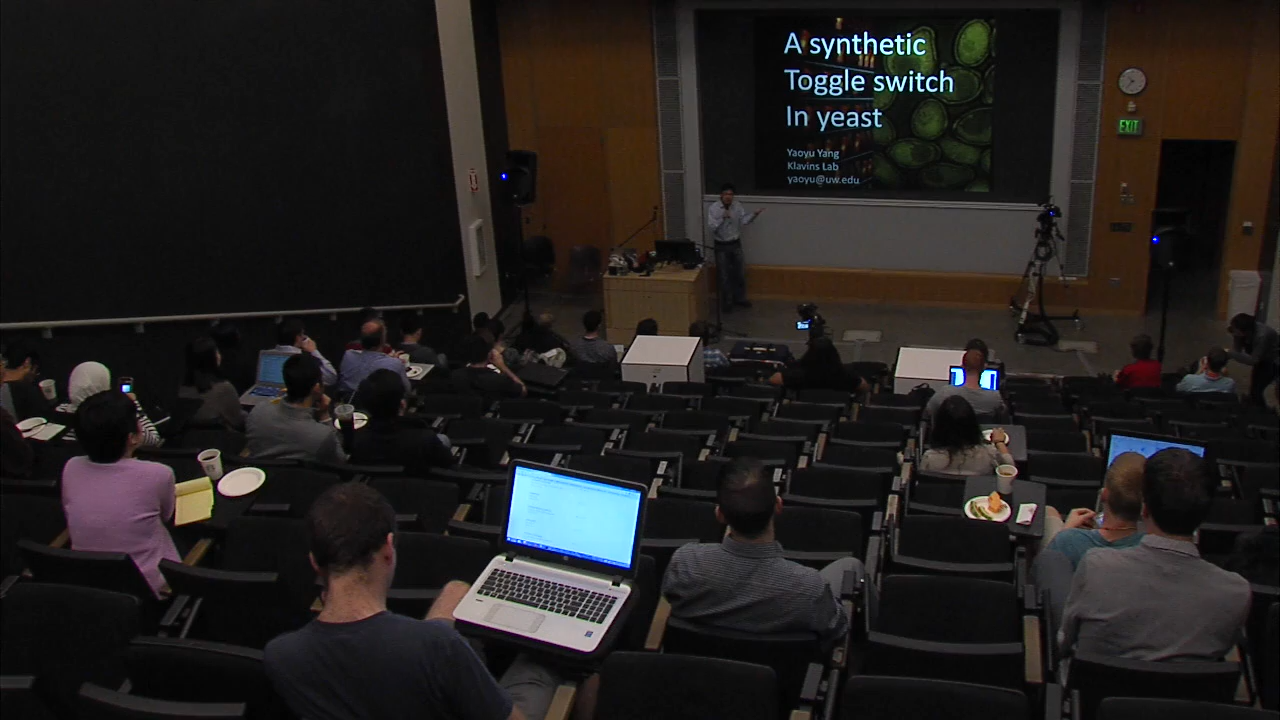 A synthetic
Toggle switch
In yeast
Yaoyu Yang
Klavins Lab
yaoyu@uw.edu
EXIT